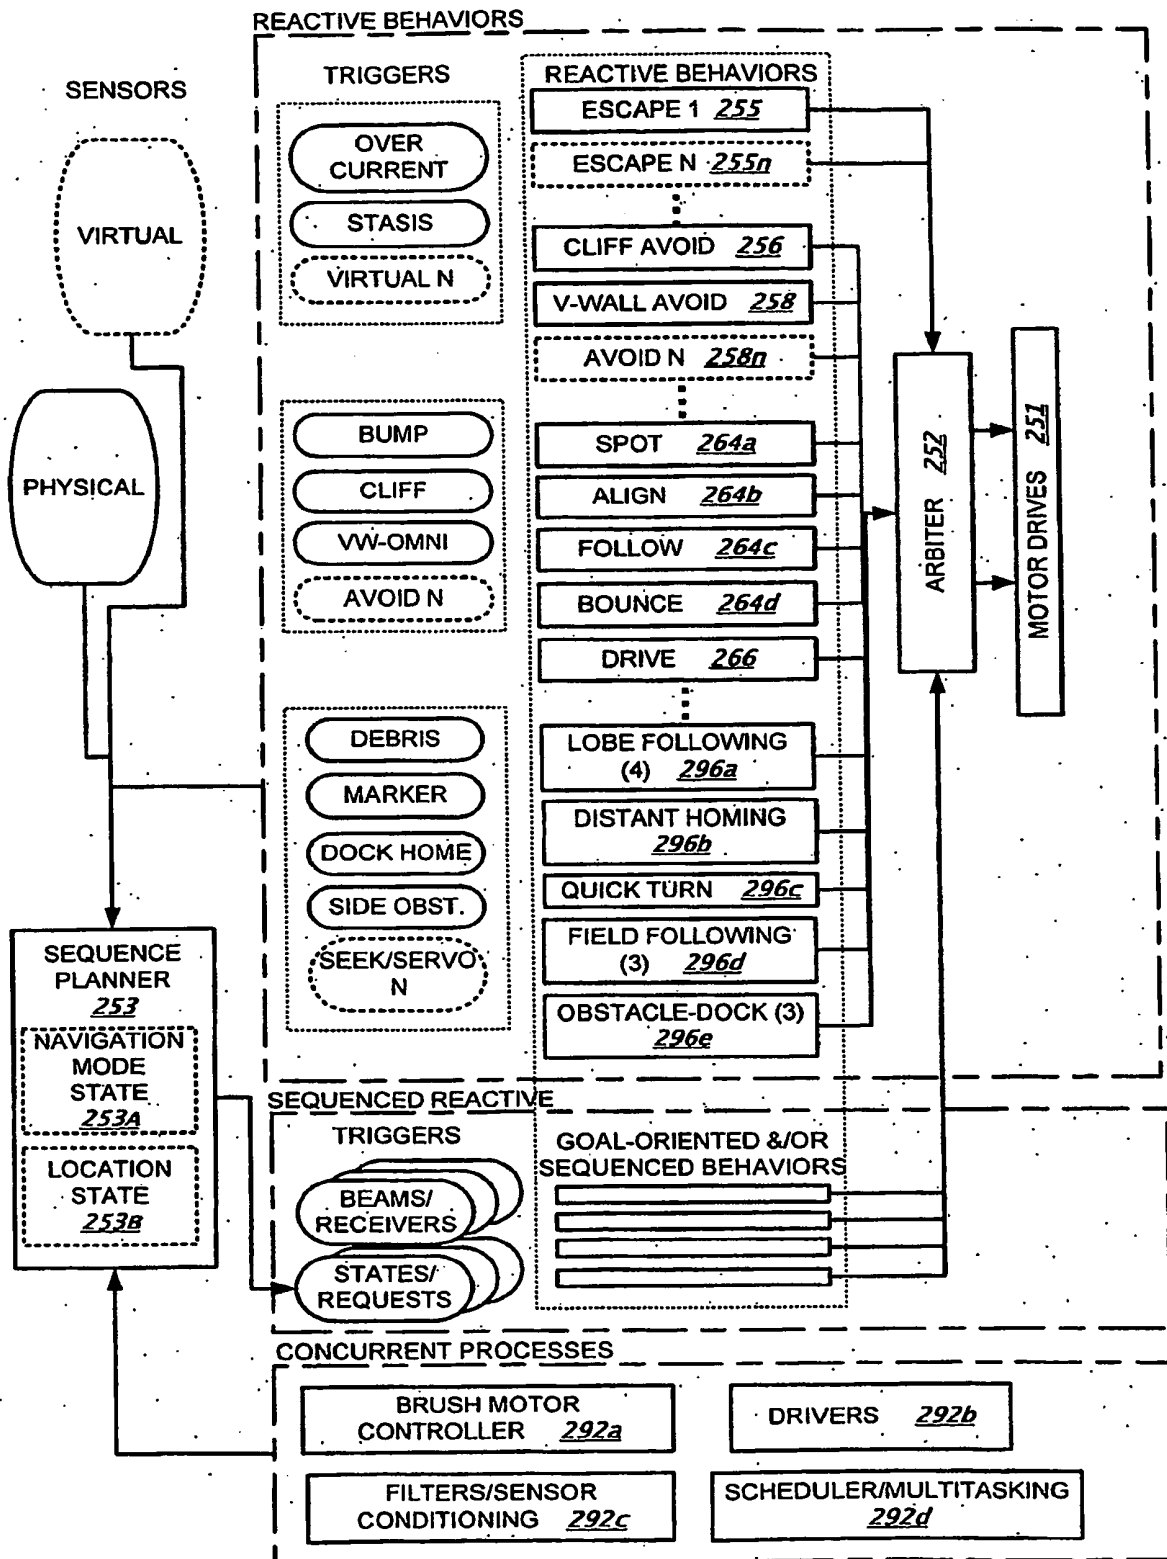 REACTIVE BEHAVIORS
SENSORS
VIRTUAL
PHYSICAL
TRIGGERS
OVER
CURRENT
STASIS
VIRTUAL N
BUMP
CLIFF
VW-OMNI
AVOID N
DEBRIS
MARKER
DOCK HOME
SIDE OBST.
SEEK/SERVO
N
REACTIVE BEHAVIORS
ESCAPE 1 255
ESCAPE N 255n
CLIFF AVOID 256
V-WALL AVOID 258
AVOID N 258n
SPOT 264a
ALIGN 264b
FOLLOW 264c
BOUNCE 264d
DRIVE 266
LOBE FOLLOWING
(4) 296a
DISTANT HOMING
296b
QUICK TURN 296c
FIELD FOLLOWING
(3) 296d
OBSTACLE-DOCK (3)
296e
ARBITER 252
MOTOR DRIVES 251
SEQUENCE
PLANNER
253
NAVIGATION
MODE
STATE
253A
LOCATION
STATE
253B
SEQUENCED REACTIVE
TRIGGERS
BEAMS/
RECEIVERS
STATES/
REQUESTS
GOAL-ORIENTED &/OR
SEQUENCED BEHAVIORS
CONCURRENT PROCESSES
BRUSH MOTOR
CONTROLLER 292a
DRIVERS 292b
FILTERS/SENSOR
CONDITIONING 292c
SCHEDULER/MULTITASKING
292d